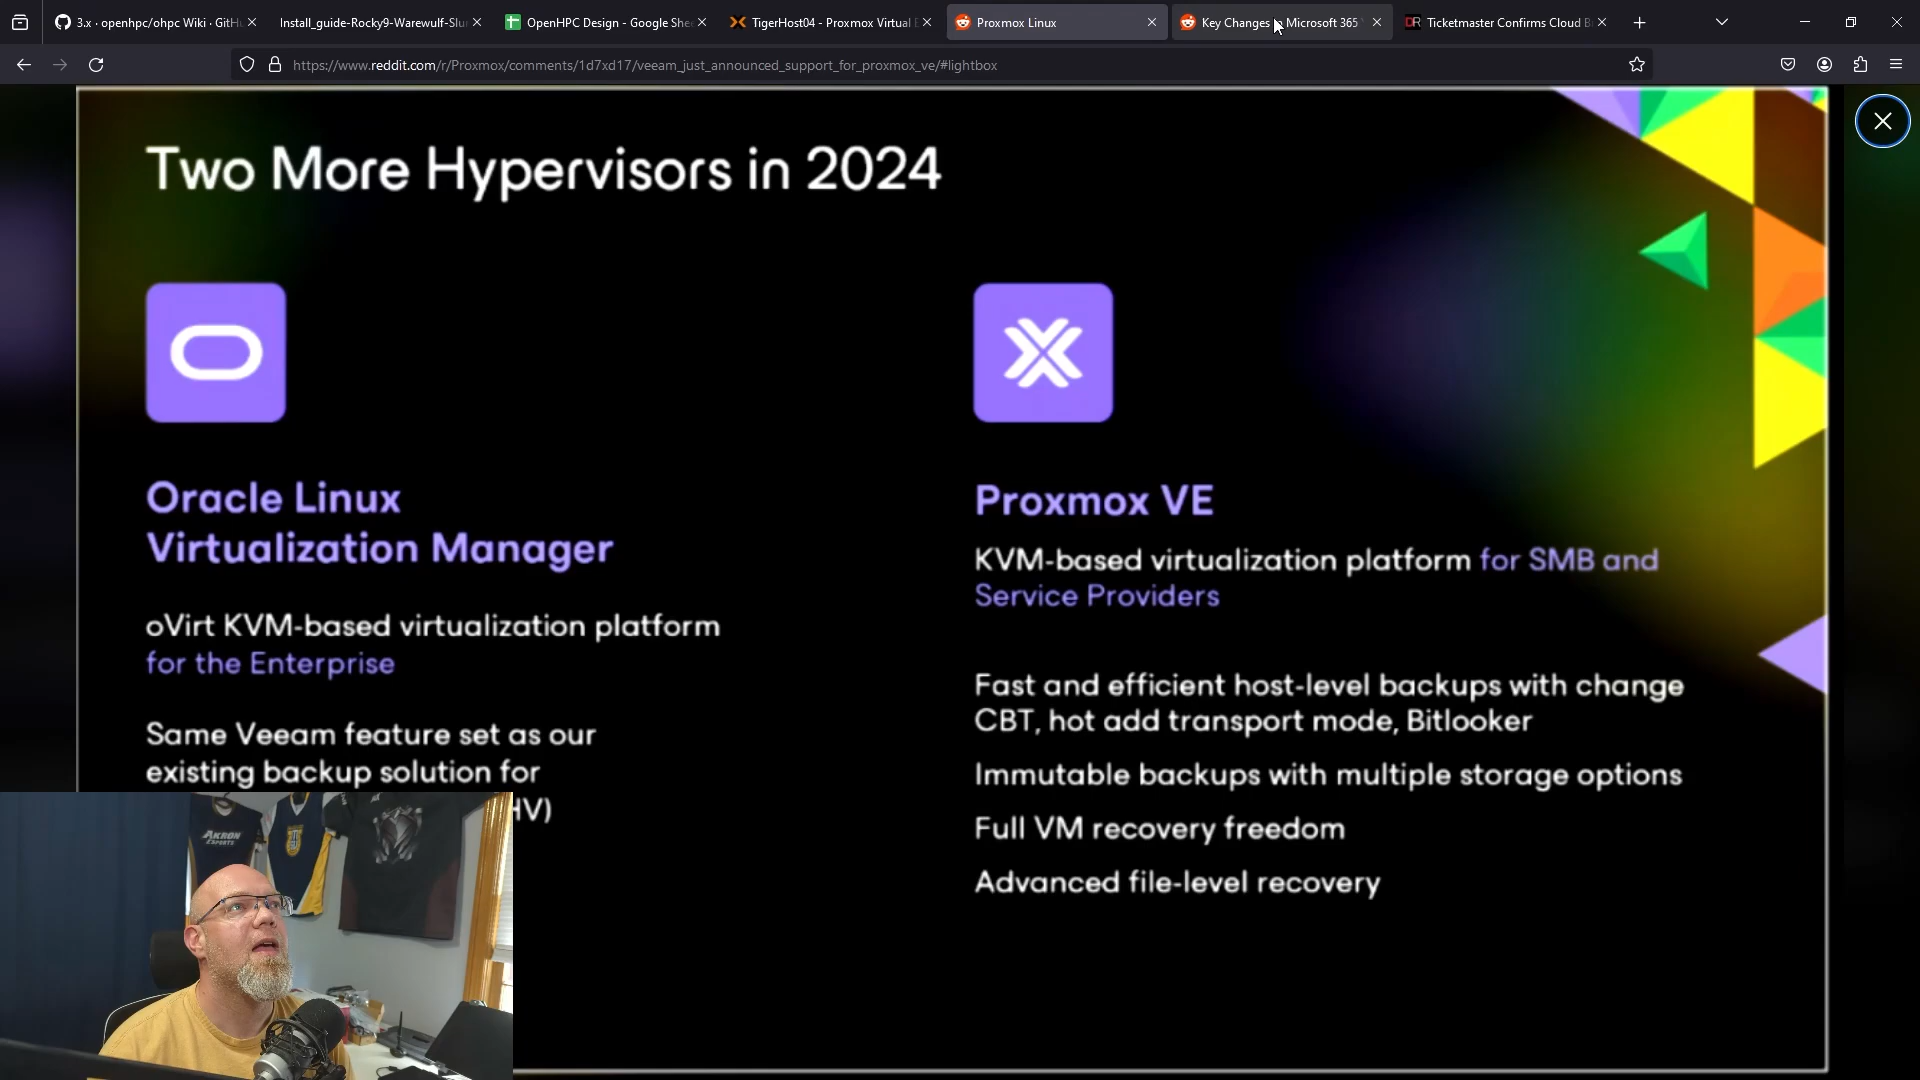 3.x · openhpc/ohpc Wiki · GitH
Install_guide-Rocky9-Warewulf-Slu
OpenHPC Design - Google She
TigerHost04 - Proxmox Virtual E
Proxmox Linux
Key Changes in Microsoft 365
Ticketmaster Confirms Cloud B
https://www.reddit.com/r/Proxmox/comments/1d7xd17/veeam_just_announced_support_for_proxmox_ve/#lightbox
Two More Hypervisors in 2024
Oracle Linux
Virtualization Manager
oVirt KVM-based virtualization platform
for the Enterprise
Same Veeam feature set as our
existing backup solution for
HV)
Proxmox VE
KVM-based virtualization platform for SMB and
Service Providers
Fast and efficient host-level backups with change
CBT, hot add transport mode, Bitlooker
Immutable backups with multiple storage options
Full VM recovery freedom
Advanced file-level recovery
AKRON
ESPORTS